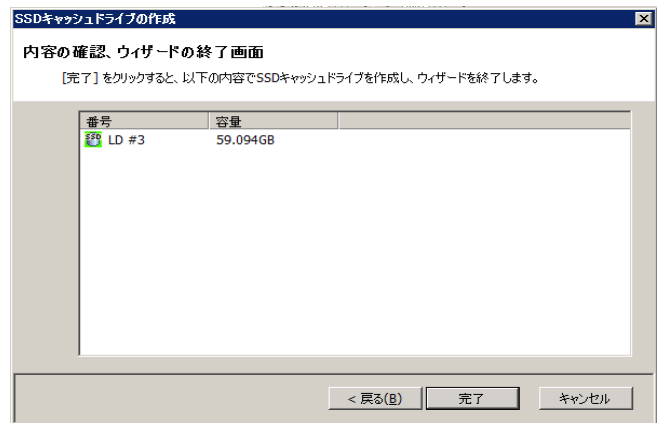 SSDキャッシュドライブの作成
内容の確認、ウィザードの終了画面
[完了] をクリックすると、以下の内容でSSDキャッシュドライブを作成し、ウィザードを終了します。
番号 容量
SSD LD #3 59.094GB
< 戻る(B) 完了 キャンセル